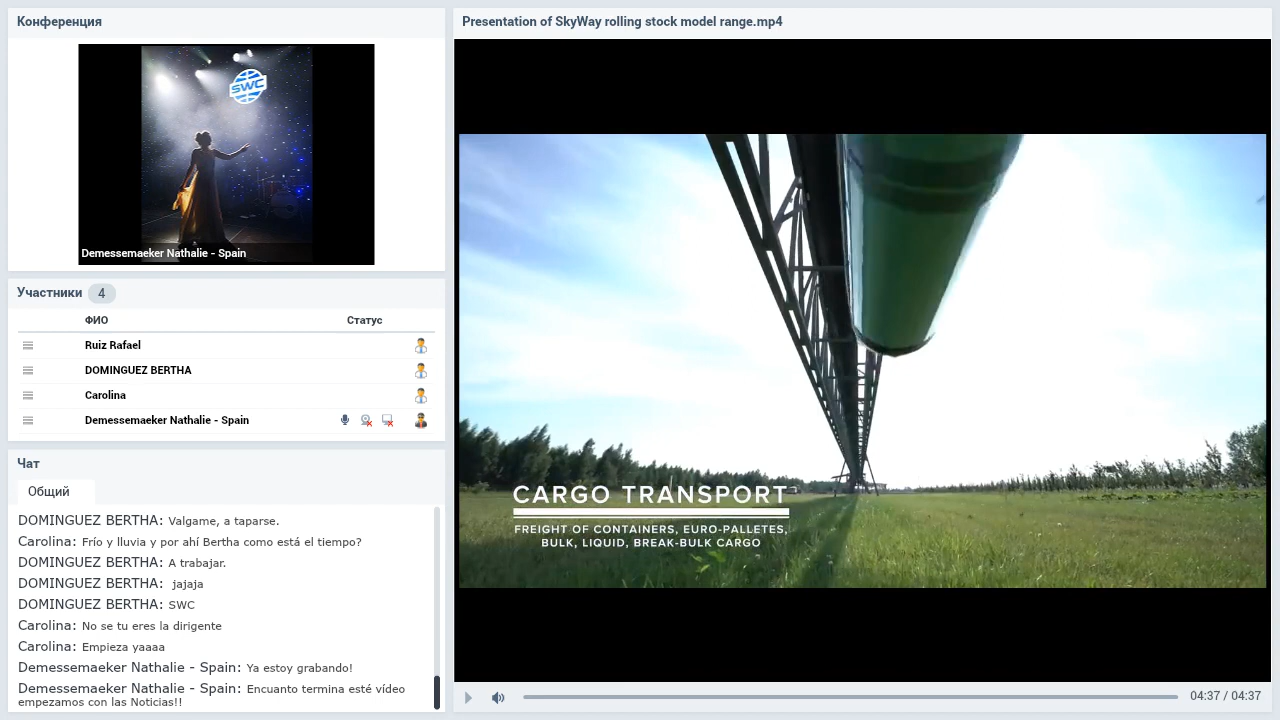 Конференция
SWC
Demessemaeker Nathalie - Spain
Участники 4
ФИО Статус
Ruiz Rafael
DOMINGUEZ BERTHA
Carolina
Demessemaeker Nathalie - Spain
Чат
Общий
DOMINGUEZ BERTHA: Valgame, a taparse.
Carolina: Frío y lluvia y por ahí Bertha como está el tiempo?
DOMINGUEZ BERTHA: A trabajar.
DOMINGUEZ BERTHA: jajaja
DOMINGUEZ BERTHA: SWC
Carolina: No se tu eres la dirigente
Carolina: Empieza yaaaa
Demessemaeker Nathalie - Spain: Ya estoy grabando!
Demessemaeker Nathalie - Spain: Encuanto termina esté vídeo
empezamos con las Noticias!!
Presentation of SkyWay rolling stock model range.mp4
CARGO TRANSPORT
FREIGHT OF CONTAINERS, EURO-PALLETES,
BULK, LIQUID, BREAK-BULK CARGO
04:37 / 04:37